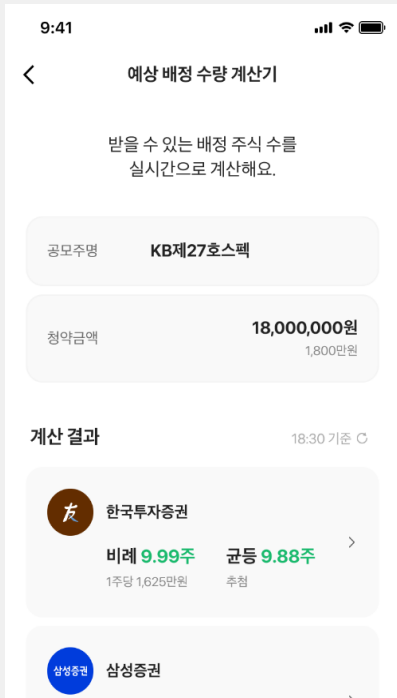 9:41
예상 배정 수량 계산기
받을 수 있는 배정 주식 수를
실시간으로 계산해요.
공모주명 KB제27호스펙
청약금액 18,000,000원
1,800만원
계산 결과 18:30 기준
友
한국투자증권
비례 9.99주 균등 9.88주
1주당 1,625만원 추첨
삼성증권 삼성증권